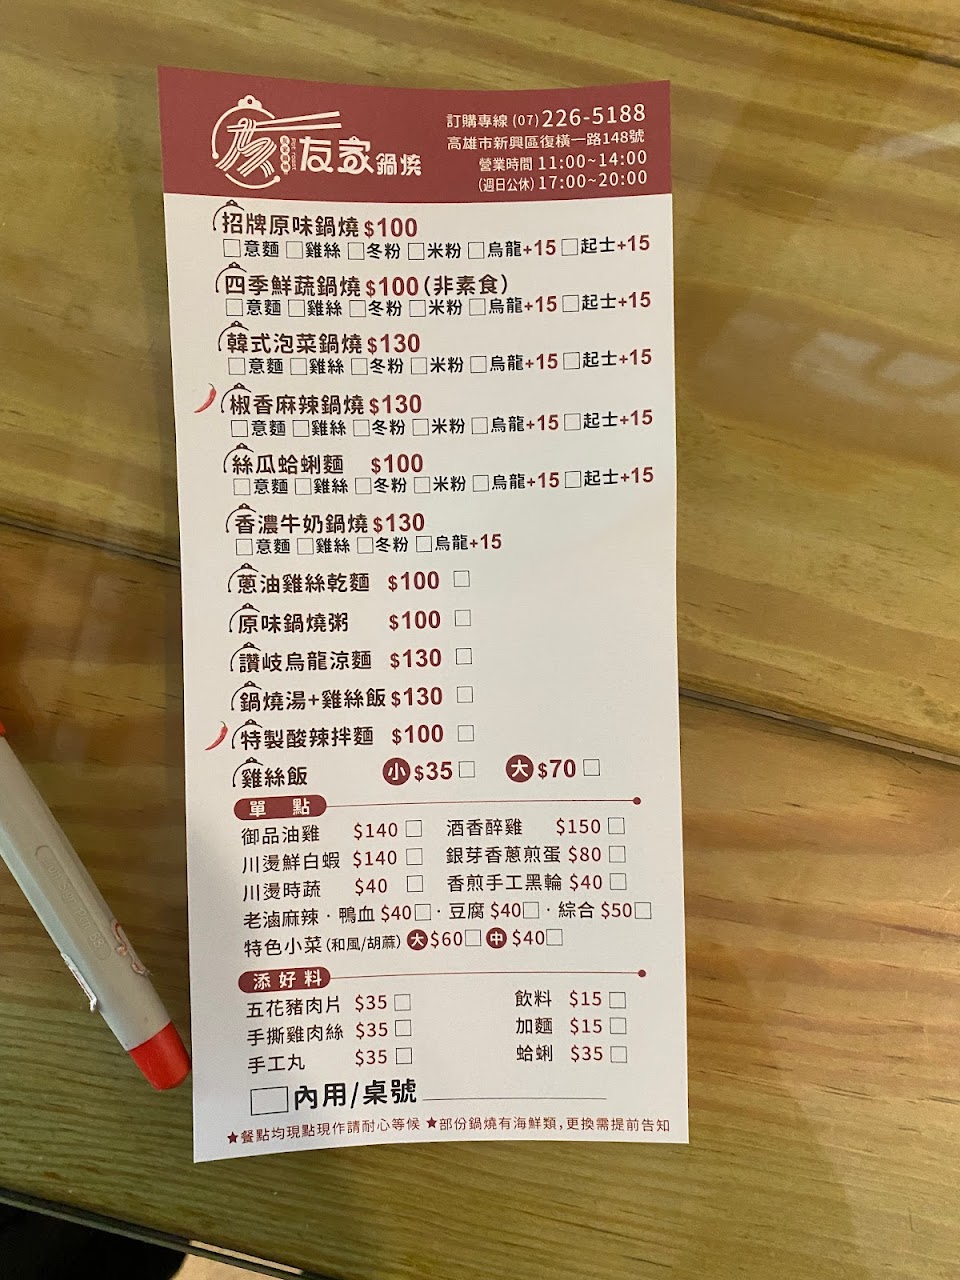 友家鍋燒
訂購專線 (07) 226-5188
高雄市新興區復橫一路148號
營業時間 11:00~14:00
(週日公休) 17:00~20:00
招牌原味鍋燒 $100
□意麵 □雞絲 □冬粉 □米粉 □烏龍+15 □起士+15
四季鮮蔬鍋燒 $100 (非素食)
□意麵 □雞絲 □冬粉 □米粉 □烏龍+15 □起士+15
韓式泡菜鍋燒 $130
□意麵 □雞絲 □冬粉 □米粉 □烏龍+15 □起士+15
椒香麻辣鍋燒 $130
□意麵 □雞絲 □冬粉 □米粉 □烏龍+15 □起士+15
絲瓜蛤蜊麵 $100
□意麵 □雞絲 □冬粉 □米粉 □烏龍+15 □起士+15
香濃牛奶鍋燒 $130
□意麵 □雞絲 □冬粉 □烏龍+15
蔥油雞絲乾麵 $100 □
原味鍋燒粥 $100 □
讚岐烏龍涼麵 $130 □
鍋燒湯+雞絲飯 $130 □
特製酸辣拌麵 $100 □
雞絲飯 小 $35 □ 大 $70 □
單點
御品油雞 $140 □ 酒香醉雞 $150 □
川燙鮮白蝦 $140 □ 銀芽香蔥煎蛋 $80 □
川燙時蔬 $40 □ 香煎手工黑輪 $40 □
老滷麻辣·鴨血 $40□·豆腐 $40□·綜合 $50□
特色小菜 (和風/胡麻) 大 $60□ 中 $40□
添好料
五花豬肉片 $35 □ 飲料 $15 □
手撕雞肉絲 $35 □ 加麵 $15 □
手工丸 $35 □ 蛤蜊 $35 □
□內用/桌號
★餐點均現點現作請耐心等候 ★部份鍋燒有海鮮類,更換需提前告知